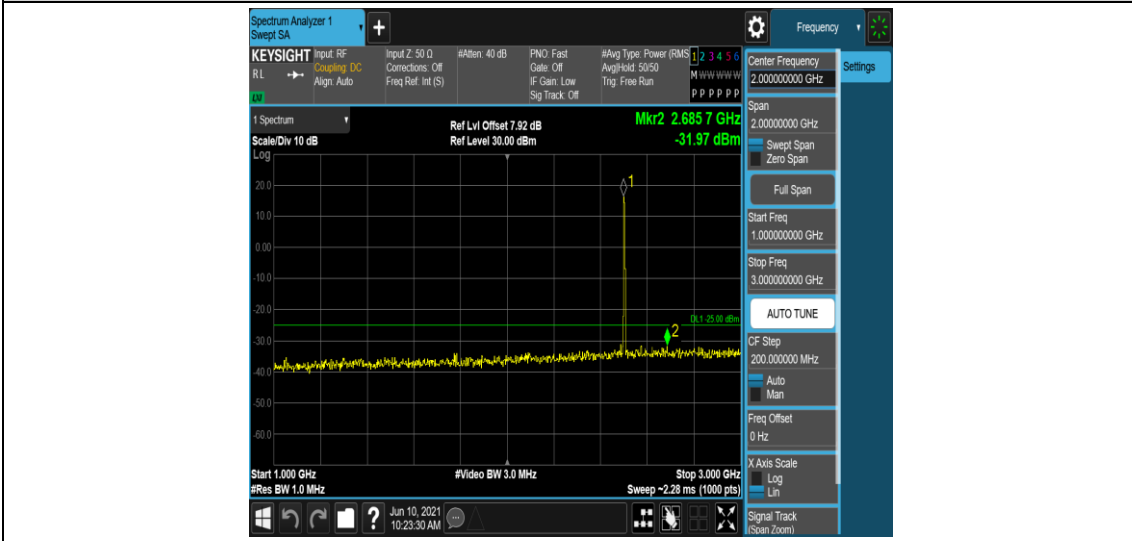 Spectrum Analyzer 1
Swept SA
+
Frequency
KEYSIGHT
RL
Input: RF
Coupling: DC
Align: Auto
Input Z: 50 Ω
Corrections: Off
Freq Ref: Int (S)
#Atten: 40 dB
PNO: Fast
Gate: Off
IF Gain: Low
Sig Track: Off
#Avg Type: Power (RMS
Avg|Hold: 50/50
Trig: Free Run
1 2 3 4 5 6
M W W W W W
P P P P P P
1 Spectrum
Scale/Div 10 dB
Log
Ref Lvl Offset 7.92 dB
Ref Level 30.00 dBm
Mkr2 2.685 7 GHz
-31.97 dBm
20.0
10.0
0.00
-10.0
-20.0
-30.0
-40.0
-50.0
-60.0
1
2
DL1 -25.00 dBm
Start 1.000 GHz
#Res BW 1.0 MHz
#Video BW 3.0 MHz
Stop 3.000 GHz
Sweep ~2.28 ms (1000 pts)
?
Jun 10, 2021
10:23:30 AM
Center Frequency
2.000000000 GHz
Settings
Span
2.00000000 GHz
Swept Span
Zero Span
Full Span
Start Freq
1.000000000 GHz
Stop Freq
3.000000000 GHz
AUTO TUNE
CF Step
200.000000 MHz
Auto
Man
Freq Offset
0 Hz
X Axis Scale
Log
Lin
Signal Track
(Span Zoom)